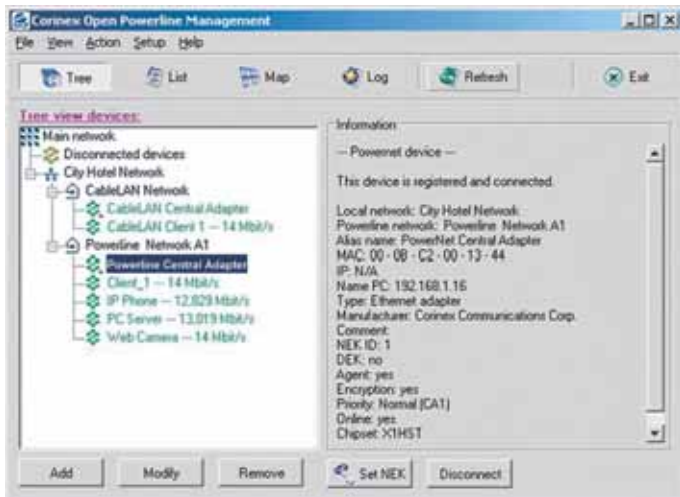 Corinex Open Powerline Management
File View Action Setup Help
Tree List Map Log Refresh Exit
Tree view devices:
Main network
Disconnected devices
City Hotel Network
CableLAN Network
CableLAN Central Adapter
CableLAN Client 1 -- 14 Mbit/s
Powerline Network A1
Powerline Central Adapter
Client_1 -- 14 Mbit/s
IP Phone -- 12,829 Mbit/s
PC Server -- 13,019 Mbit/s
Web Camera -- 14 Mbit/s
Information
-- Powernet device --
This device is registered and connected.
Local network: City Hotel Network
Powerline network: Powerline Network A1
Alias name: PowerNet Central Adapter
MAC: 00 - 0B - C2 - 00 - 13 - 44
IP: N/A
Name PC: 192.168.1.16
Type: Ethernet adapter
Manufacturer: Corinex Communications Corp.
Comment:
NEK ID: 1
DEK: no
Agent: yes
Encryption: yes
Priority: Normal (CA1)
Online: yes
Chipset: X1HST
Add Modify Remove Set NEK Disconnect